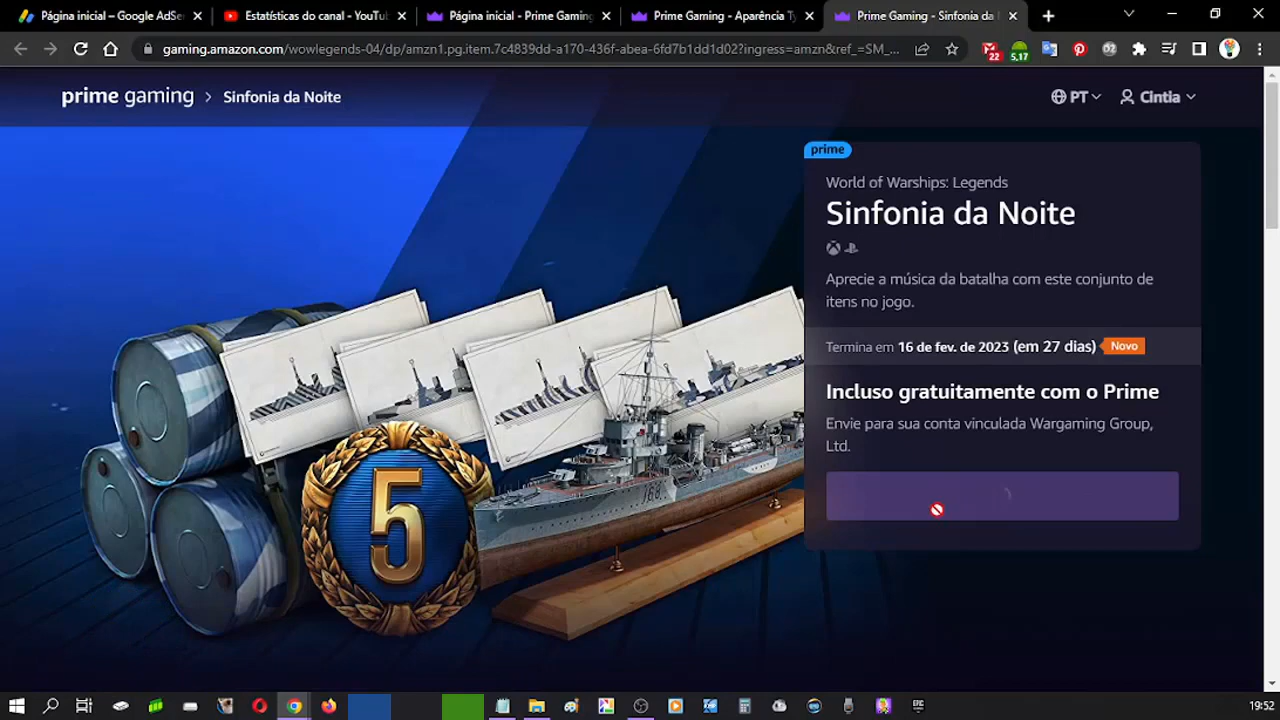 Página inicial – Google AdSe
Estatísticas do canal - YouTu
Página inicial - Prime Gaming
Prime Gaming - Aparência Ty
Prime Gaming - Sinfonia da
gaming.amazon.com/wowlegends-04/dp/amzn1.pg.item.7c4839dd-a170-436f-abea-6fd7b1dd1d02?ingress=amzn&ref_=SM_...
22
5,17
prime gaming > Sinfonia da Noite
PT
Cintia
prime
World of Warships: Legends
Sinfonia da Noite
Aprecie a música da batalha com este conjunto de
itens no jogo.
Termina em 16 de fev. de 2023 (em 27 dias) Novo
Incluso gratuitamente com o Prime
Envie para sua conta vinculada Wargaming Group,
Ltd.
5
19:52